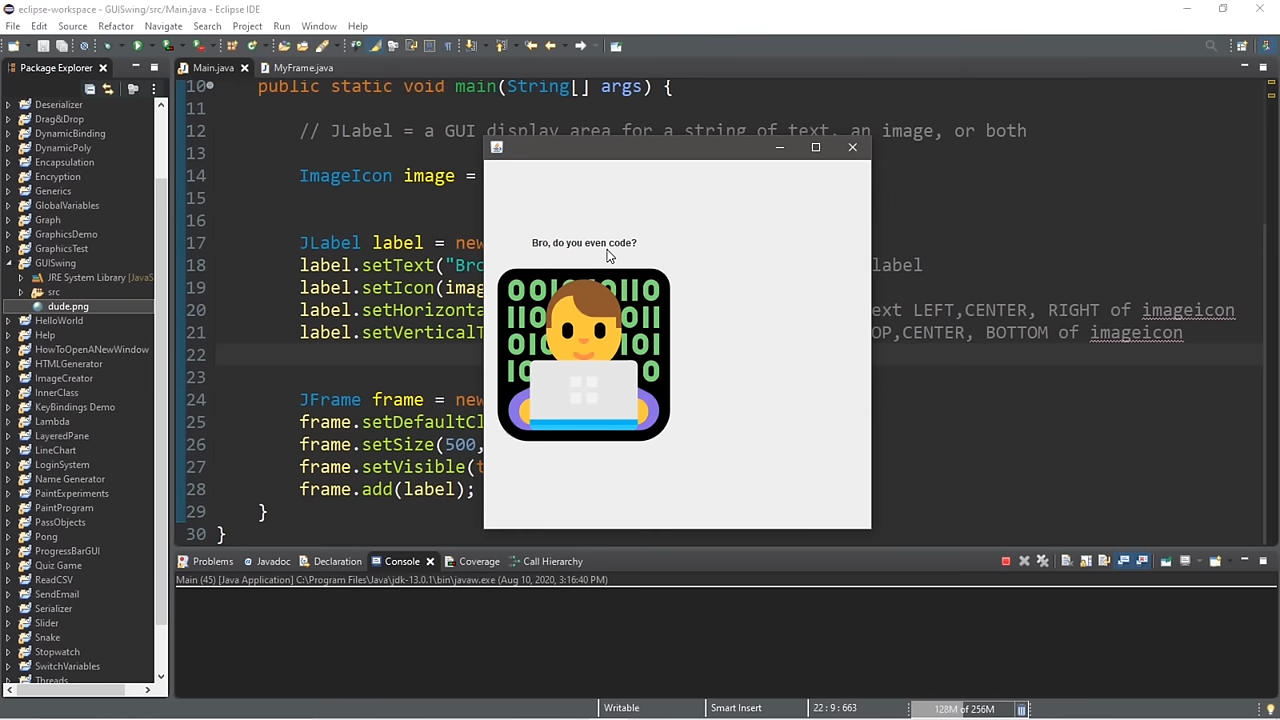 eclipse-workspace - GUISwing/src/Main.java - Eclipse IDE
File Edit Source Refactor Navigate Search Project Run Window Help
Package Explorer
Main.java
MyFrame.java
Deserializer
Drag&Drop
DynamicBinding
DynamicPoly
Encapsulation
Encryption
Generics
GlobalVariables
Graph
GraphicsDemo
GraphicsTest
GUISwing
JRE System Library [JavaS
src
dude.png
HelloWorld
Help
HowToOpenANewWindow
HTMLGenerator
ImageCreator
InnerClass
KeyBindings Demo
Lambda
LayeredPane
LineChart
LoginSystem
Name Generator
PaintExperiments
PaintProgram
PassObjects
Pong
ProgressBarGUI
Quiz Game
ReadCSV
SendEmail
Serializer
Slider
Snake
Stopwatch
SwitchVariables
Threads
10 public static void main(String[] args) {
11
12 // JLabel = a GUI display area for a string of text, an image, or both
13
14 ImageIcon image =
15
16
17 JLabel label = new
18 label.setText("Bro label
19 label.setIcon(imag
20 label.setHorizonta ext LEFT,CENTER, RIGHT of imageicon
21 label.setVerticalT OP,CENTER, BOTTOM of imageicon
22
23
24 JFrame frame = new
25 frame.setDefaultCl
26 frame.setSize(500,
27 frame.setVisible(t
28 frame.add(label);
29 }
30 }
Bro, do you even code?
Problems Javadoc Declaration Console Coverage Call Hierarchy
Main (45) [Java Application] C:\Program Files\Java\jdk-13.0.1\bin\javaw.exe (Aug 10, 2020, 3:16:40 PM)
Writable Smart Insert 22 : 9 : 663 128M of 256M